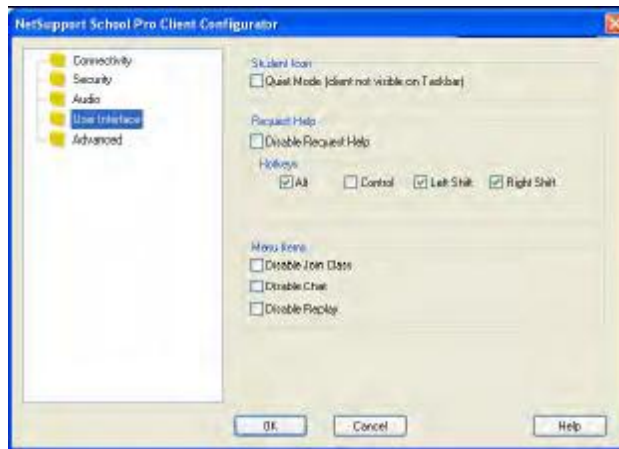 NetSupport School Pro Client Configurator
Connectivity
Security
Audio
User Interface
Advanced
Student Icon
Quiet Mode (client not visible on Taskbar)
Request Help
Disable Request Help
Hotkeys
Alt Control Left Shift Right Shift
Menu Items
Disable Join Class
Disable Chat
Disable Replay
OK Cancel Help